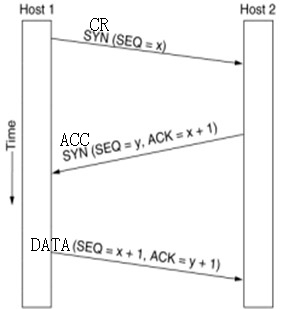 Host 1
Host 2
CR
SYN (SEQ = x)
Time
ACC
SYN (SEQ = y, ACK = x + 1)
DATA (SEQ = x + 1, ACK = y + 1)